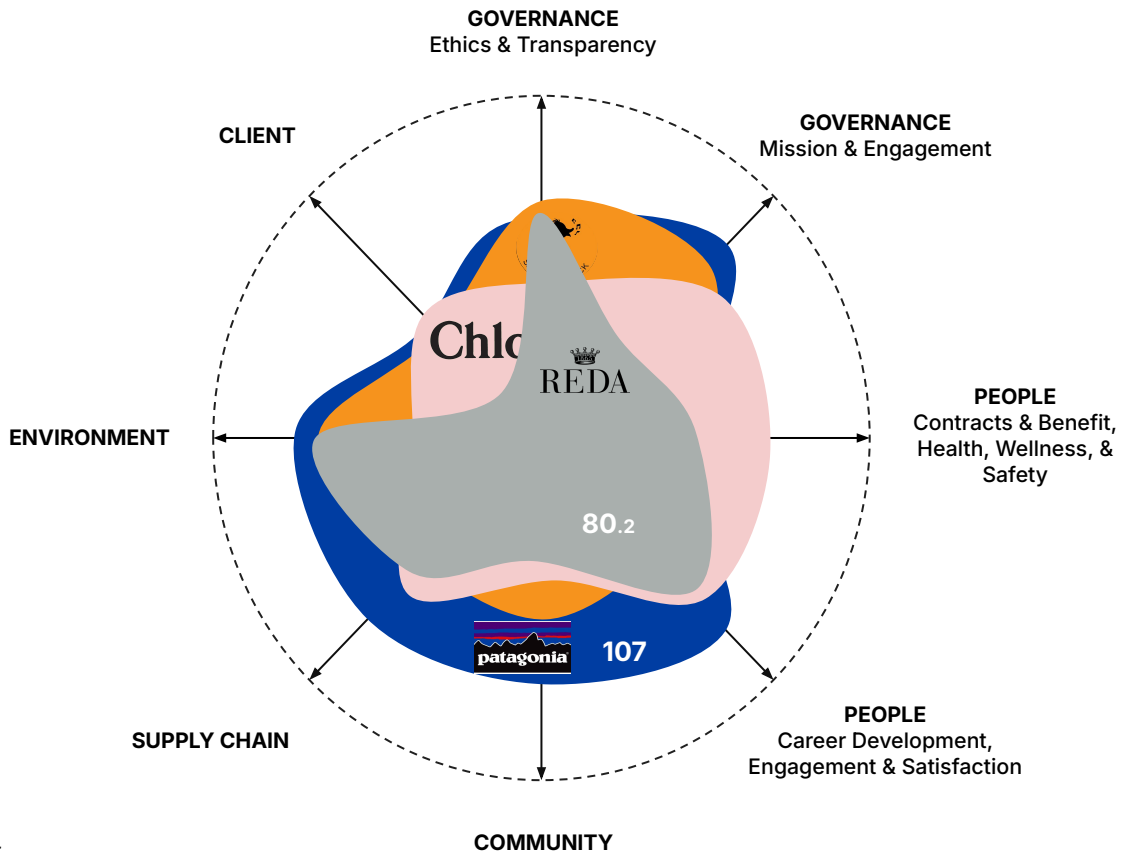 GOVERNANCE
Ethics & Transparency
GOVERNANCE
Mission & Engagement
CLIENT
Chlo
REDA
PEOPLE
Contracts & Benefit,
Health, Wellness, &
Safety
ENVIRONMENT
80.2
patagonia
107
PEOPLE
Career Development,
Engagement & Satisfaction
SUPPLY CHAIN
COMMUNITY